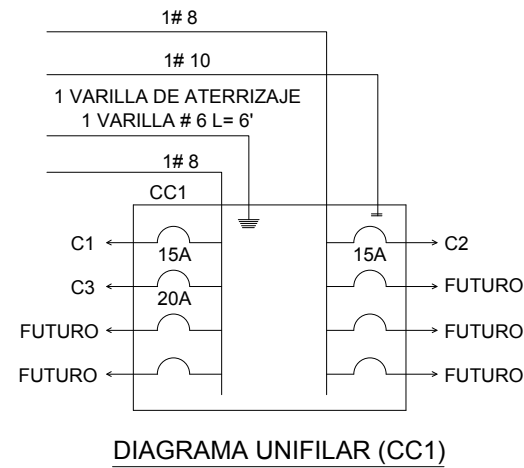 1# 8
1# 10
1 VARILLA DE ATERRIZAJE
1 VARILLA # 6 L= 6'
1# 8
CC1
C1
15A
15A
C2
C3
20A
FUTURO
FUTURO
FUTURO
FUTURO
FUTURO
DIAGRAMA UNIFILAR (CC1)